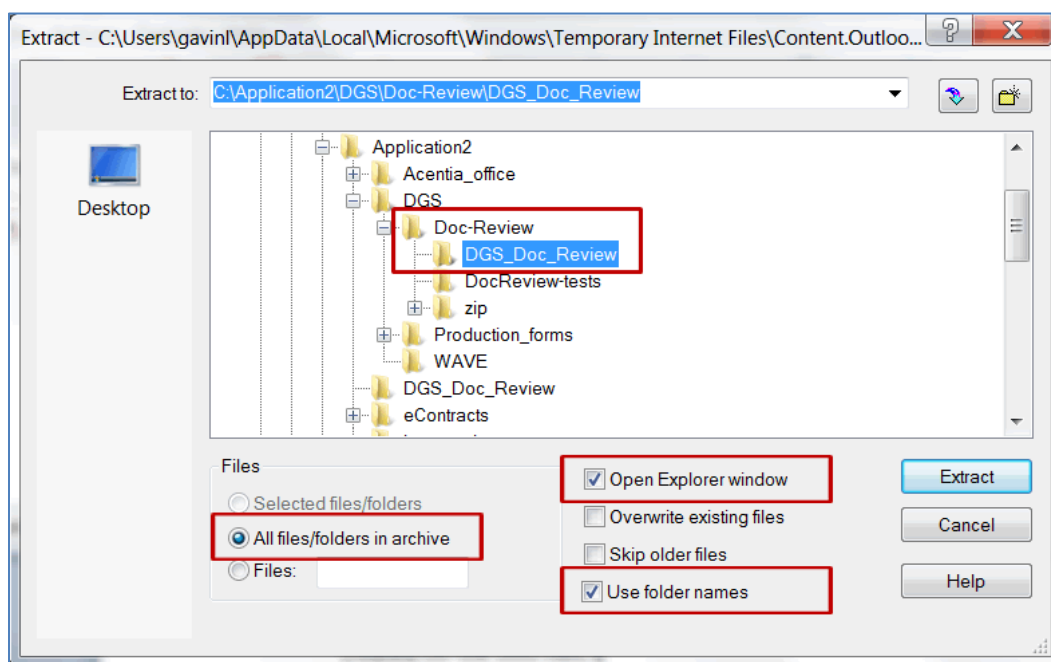 Extract - C:\Users\gavinl\AppData\Local\Microsoft\Windows\Temporary Internet Files\Content.Outloo...
Extract to: C:\Application2\DGS\Doc-Review\DGS_Doc_Review
Desktop
Application2
Acentia_office
DGS
Doc-Review
DGS_Doc_Review
DocReview-tests
zip
Production_forms
WAVE
DGS_Doc_Review
eContracts
Files
Selected files/folders
All files/folders in archive
Files:
Open Explorer window
Overwrite existing files
Skip older files
Use folder names
Extract
Cancel
Help